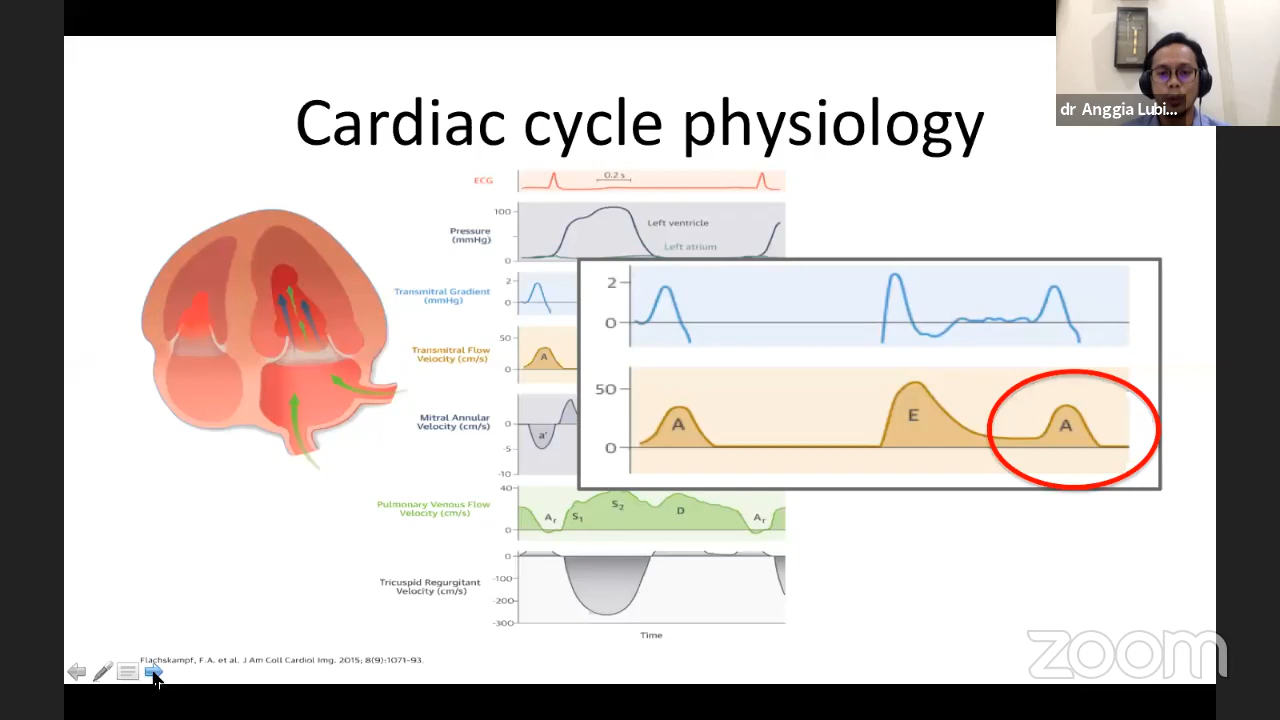 dr Anggia Lubi...
Cardiac cycle physiology
ECG
0.2 s
100
Pressure
(mmHg)
0
Left ventricle
Left atrium
Transmitral Gradient
(mmHg)
2
0
2
0
Transmitral Flow
Velocity (cm/s)
50
0
A
50
0
A
E
A
Mitral Annular
Velocity (cm/s)
0
-5
-10
a'
Pulmonary Venous Flow
Velocity (cm/s)
40
0
Ar
S1
S2
D
Ar
Tricuspid Regurgitant
Velocity (cm/s)
0
-100
-200
-300
Time
Flachskampf, F.A. et al. J Am Coll Cardiol Img. 2015; 8(9):1071-93.
zoom